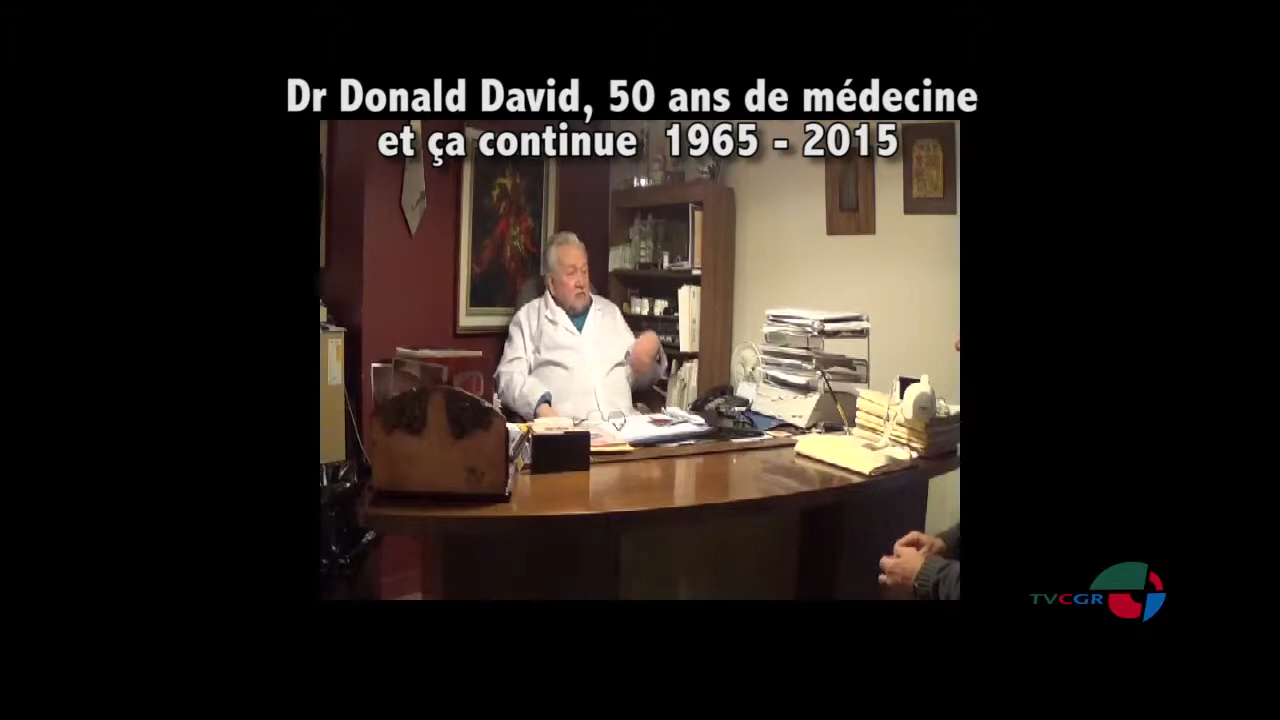 Dr Donald David, 50 ans de médecine
et ça continue 1965 - 2015
TVCGR